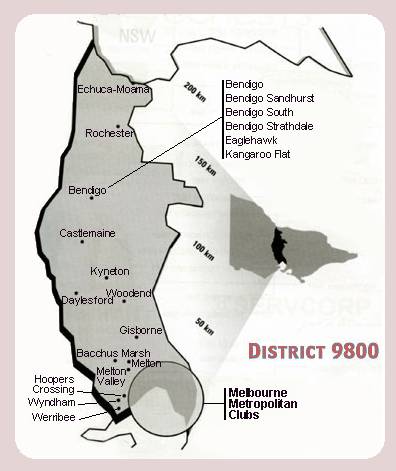 NSW
Echuca-Moama
200 km
Bendigo
Bendigo Sandhurst
Bendigo South
Bendigo Strathdale
Eaglehawk
Kangaroo Flat
Rochester
150 km
Bendigo
Castlemaine
100 km
Kyneton
Daylesford
Woodend
SERVCORP
50 km
Gisborne
DISTRICT 9800
Bacchus Marsh
Melton
Melton
Valley
Hoopers
Crossing
Wyndham
Werribee
Melbourne
Metropolitan
Clubs